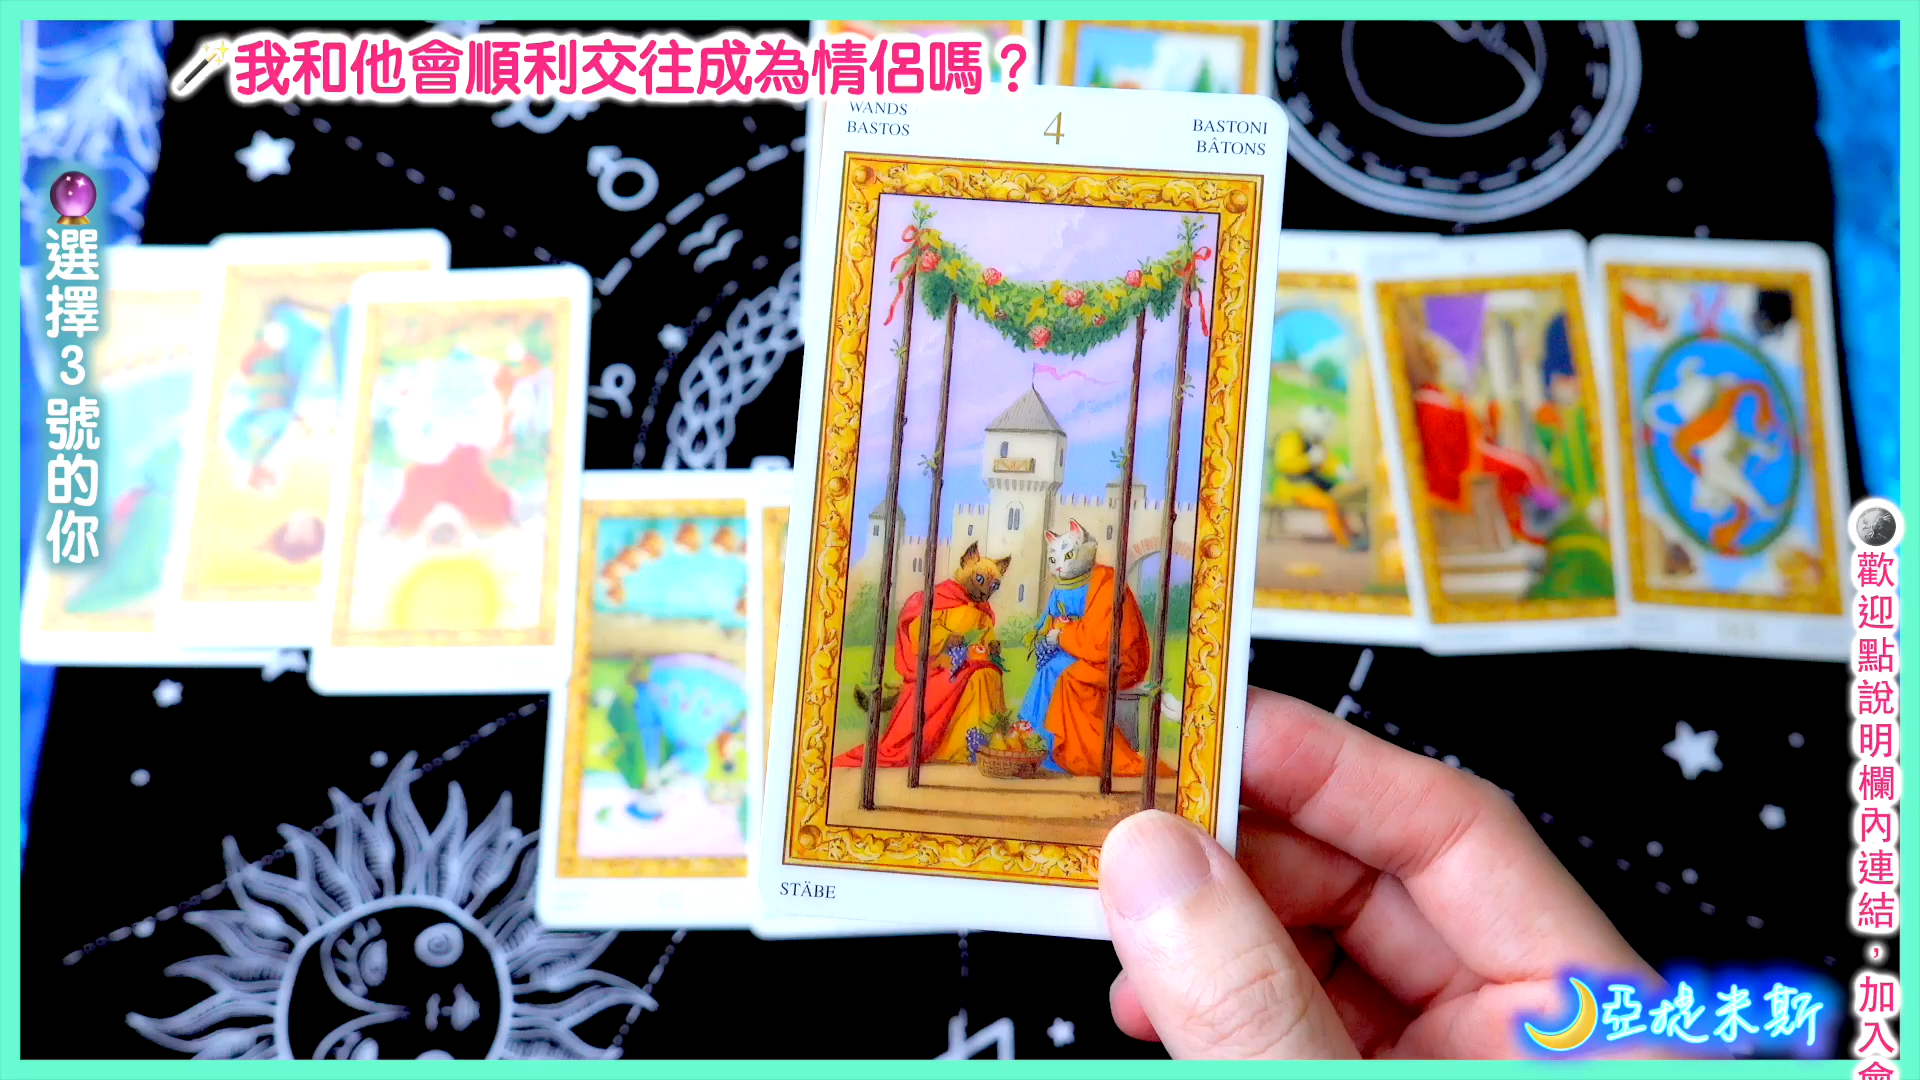 我和他會順利交往成為情侶嗎？
WANDS
BASTOS
4
BASTONI
BÂTONS
選擇3號的你
STÄBE
歡迎點說明欄內連結，加入會
亞提米斯